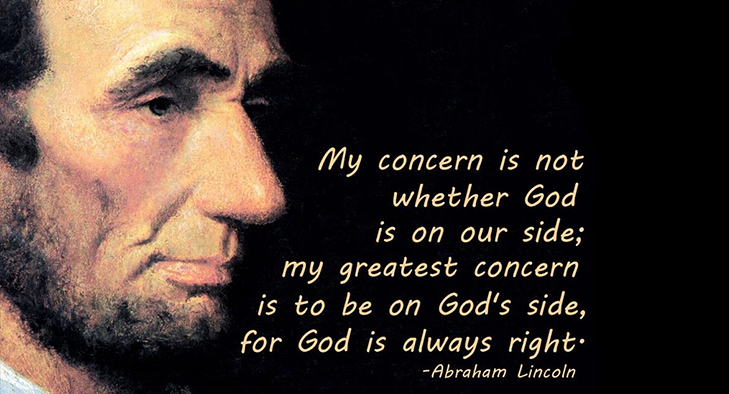 My concern is not
whether God
is on our side;
my greatest concern
is to be on God's side,
for God is always right.
-Abraham Lincoln